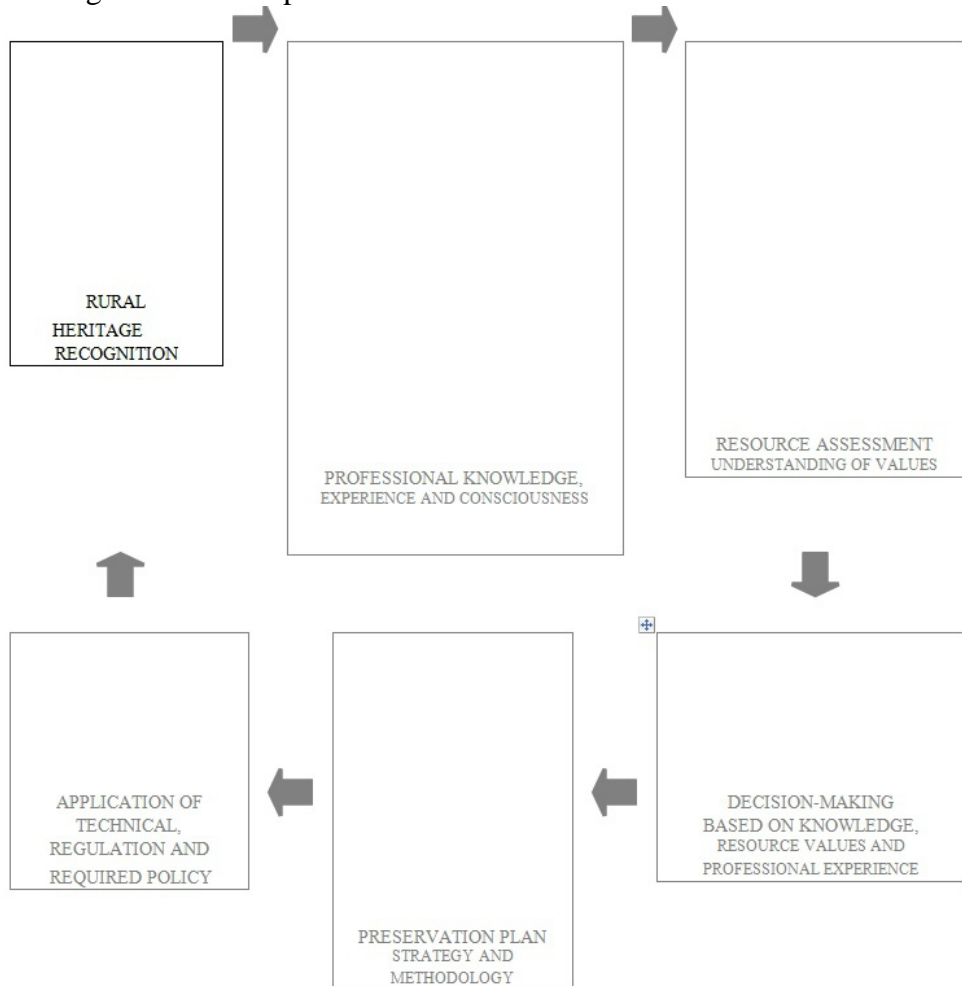 RURAL
HERITAGE
RECOGNITION
PROFESSIONAL KNOWLEDGE,
EXPERIENCE AND CONSCIOUSNESS
RESOURCE ASSESSMENT
UNDERSTANDING OF VALUES
DECISION-MAKING
BASED ON KNOWLEDGE,
RESOURCE VALUES AND
PROFESSIONAL EXPERIENCE
PRESERVATION PLAN
STRATEGY AND
METHODOLOGY
APPLICATION OF
TECHNICAL,
REGULATION AND
REQUIRED POLICY